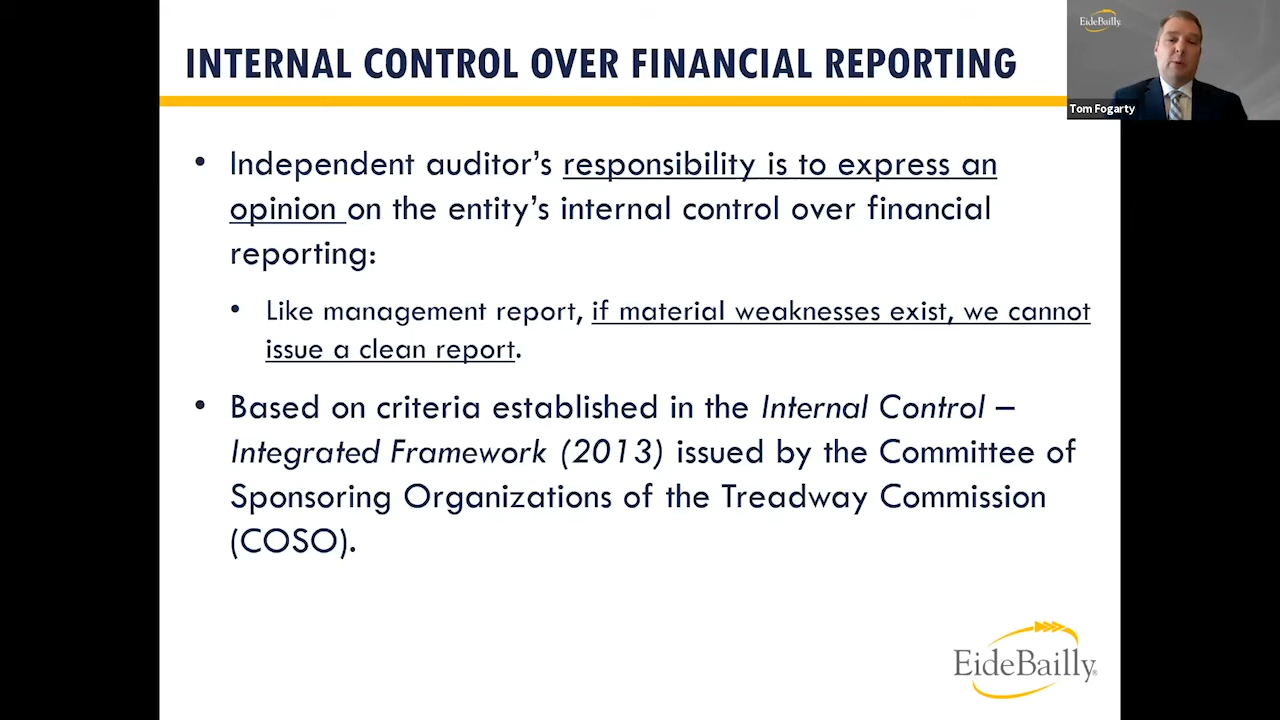 INTERNAL CONTROL OVER FINANCIAL REPORTING
EideBailly.
Tom Fogarty
• Independent auditor's responsibility is to express an
opinion on the entity's internal control over financial
reporting:
• Like management report, if material weaknesses exist, we cannot
issue a clean report.
• Based on criteria established in the Internal Control –
Integrated Framework (2013) issued by the Committee of
Sponsoring Organizations of the Treadway Commission
(COSO).
EideBailly®